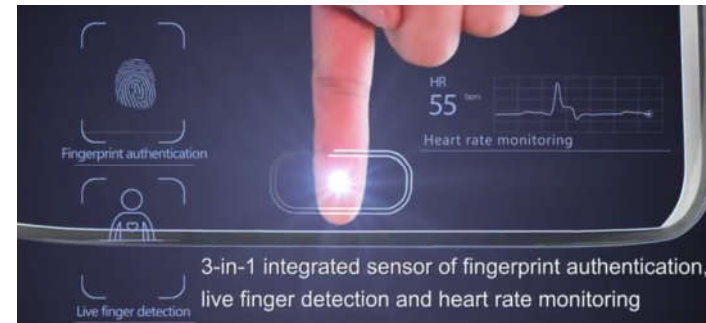 HR
55 bpm
Heart rate monitoring
Fingerprint authentication
3-in-1 integrated sensor of fingerprint authentication,
live finger detection and heart rate monitoring
Live finger detection